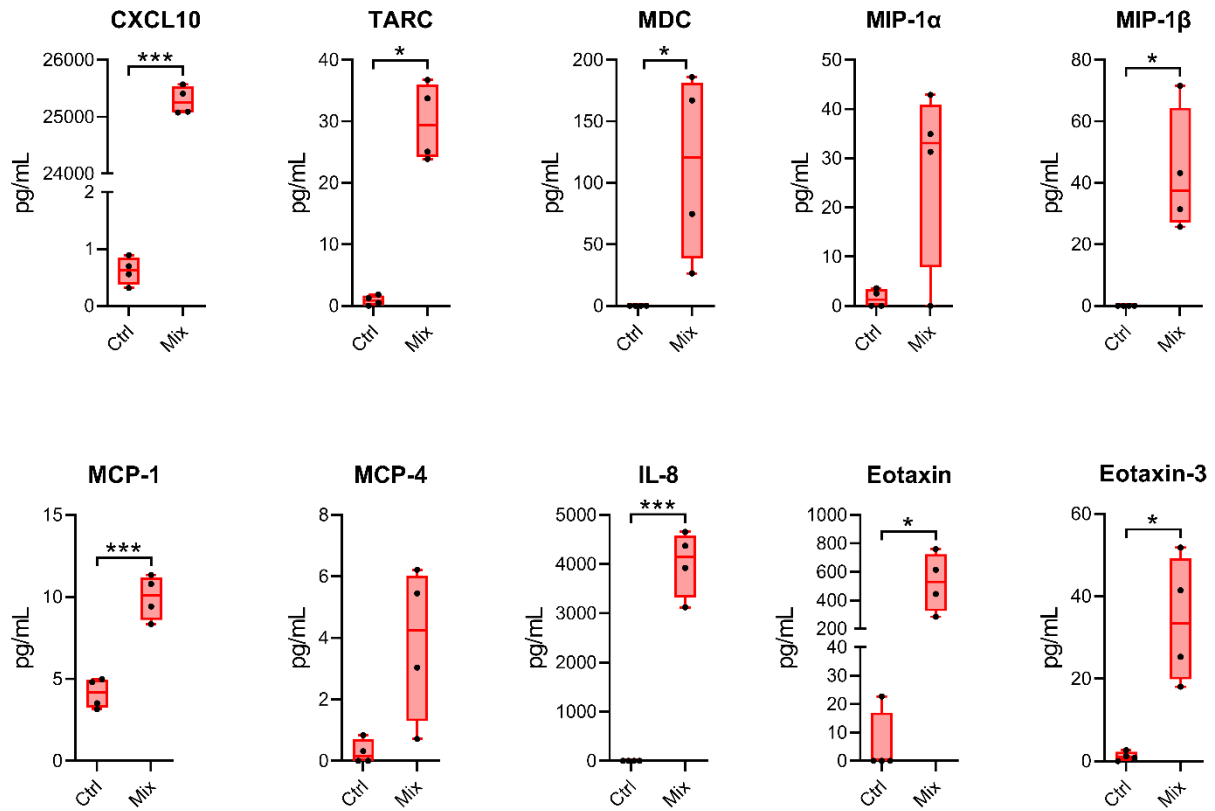 CXCL10
TARC
MDC
MIP-1α
MIP-1β
pg/mL
26000
25000
24000
2
1
0
***
Ctrl
Mix
pg/mL
40
30
20
10
0
*
Ctrl
Mix
pg/mL
200
150
100
50
0
*
Ctrl
Mix
pg/mL
50
40
30
20
10
0
Ctrl
Mix
pg/mL
80
60
40
20
0
*
Ctrl
Mix
MCP-1
MCP-4
IL-8
Eotaxin
Eotaxin-3
pg/mL
15
10
5
0
***
Ctrl
Mix
pg/mL
8
6
4
2
0
Ctrl
Mix
pg/mL
5000
4000
3000
2000
1000
0
***
Ctrl
Mix
pg/mL
1000
800
600
400
200
40
30
20
10
0
*
Ctrl
Mix
pg/mL
60
40
20
0
*
Ctrl
Mix